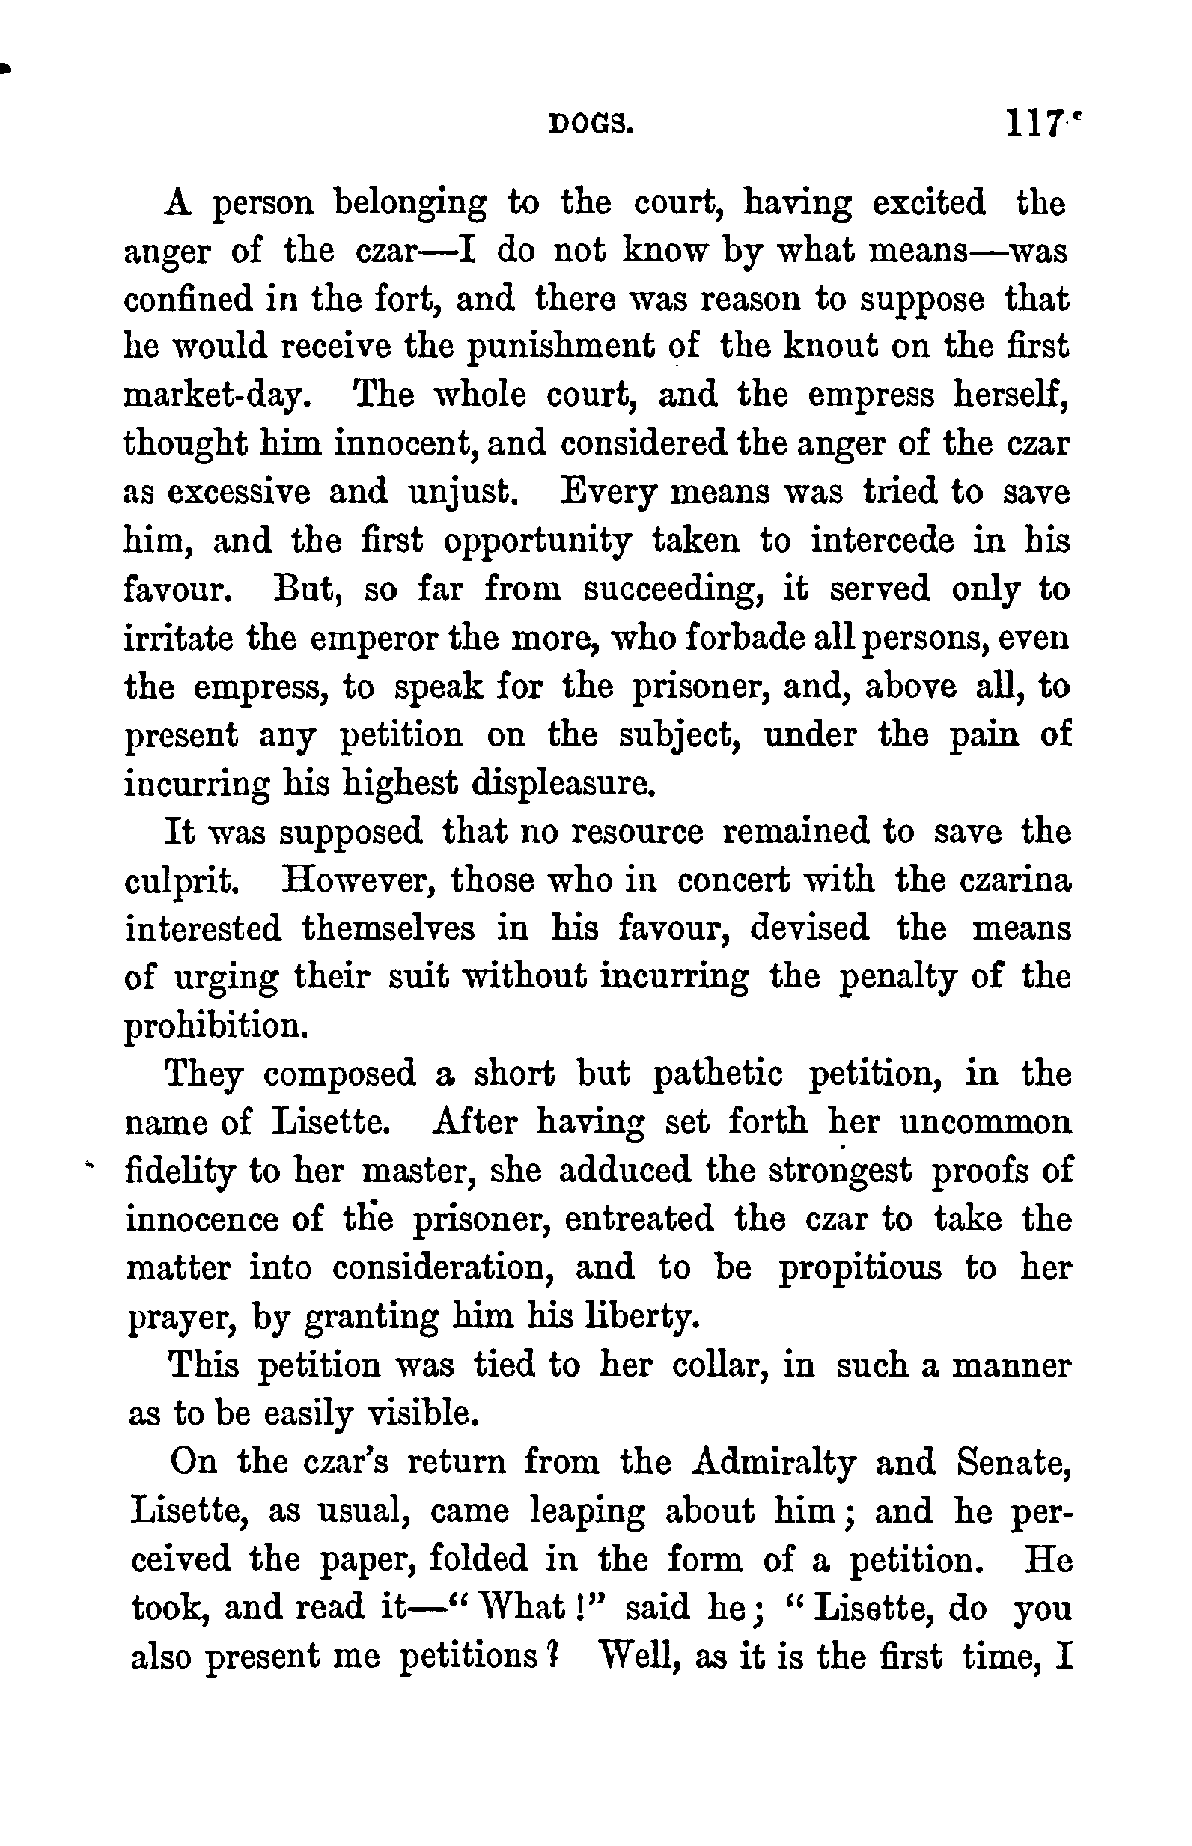 DOGS. 117
A person belonging to the court, having excited the
anger of the czar—I do not know by what means—was
confined in the fort, and there was reason to suppose that
he would receive the punishment of the knout on the first
market-day. The whole court, and the empress herself,
thought him innocent, and considered the anger of the czar
as excessive and unjust. Every means was tried to save
him, and the first opportunity taken to intercede in his
favour. But, so far from succeeding, it served only to
irritate the emperor the more, who forbade all persons, even
the empress, to speak for the prisoner, and, above all, to
present any petition on the subject, under the pain of
incurring his highest displeasure.
It was supposed that no resource remained to save the
culprit. However, those who in concert with the czarina
interested themselves in his favour, devised the means
of urging their suit without incurring the penalty of the
prohibition.
They composed a short but pathetic petition, in the
name of Lisette. After having set forth her uncommon
fidelity to her master, she adduced the strongest proofs of
innocence of the prisoner, entreated the czar to take the
matter into consideration, and to be propitious to her
prayer, by granting him his liberty.
This petition was tied to her collar, in such a manner
as to be easily visible.
On the czar's return from the Admiralty and Senate,
Lisette, as usual, came leaping about him; and he per-
ceived the paper, folded in the form of a petition. He
took, and read it—"What!" said he; "Lisette, do you
also present me petitions? Well, as it is the first time, I